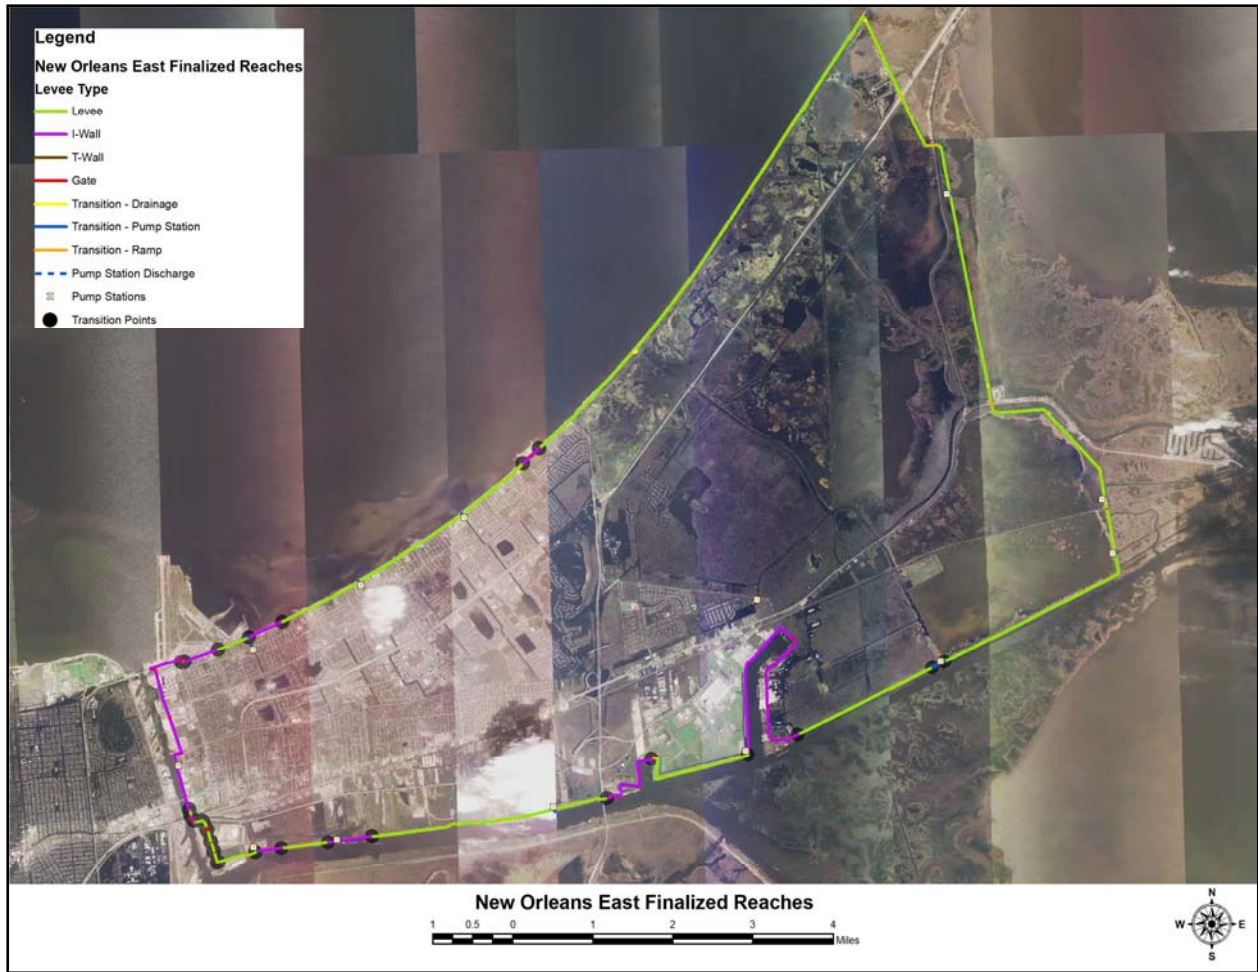 Legend
New Orleans East Finalized Reaches
Levee Type
Levee
I-Wall
T-Wall
Gate
Transition - Drainage
Transition - Pump Station
Transition - Ramp
Pump Station Discharge
Pump Stations
Transition Points
New Orleans East Finalized Reaches
1 0.5 0 1 2 3 4
Miles
N
W E
S